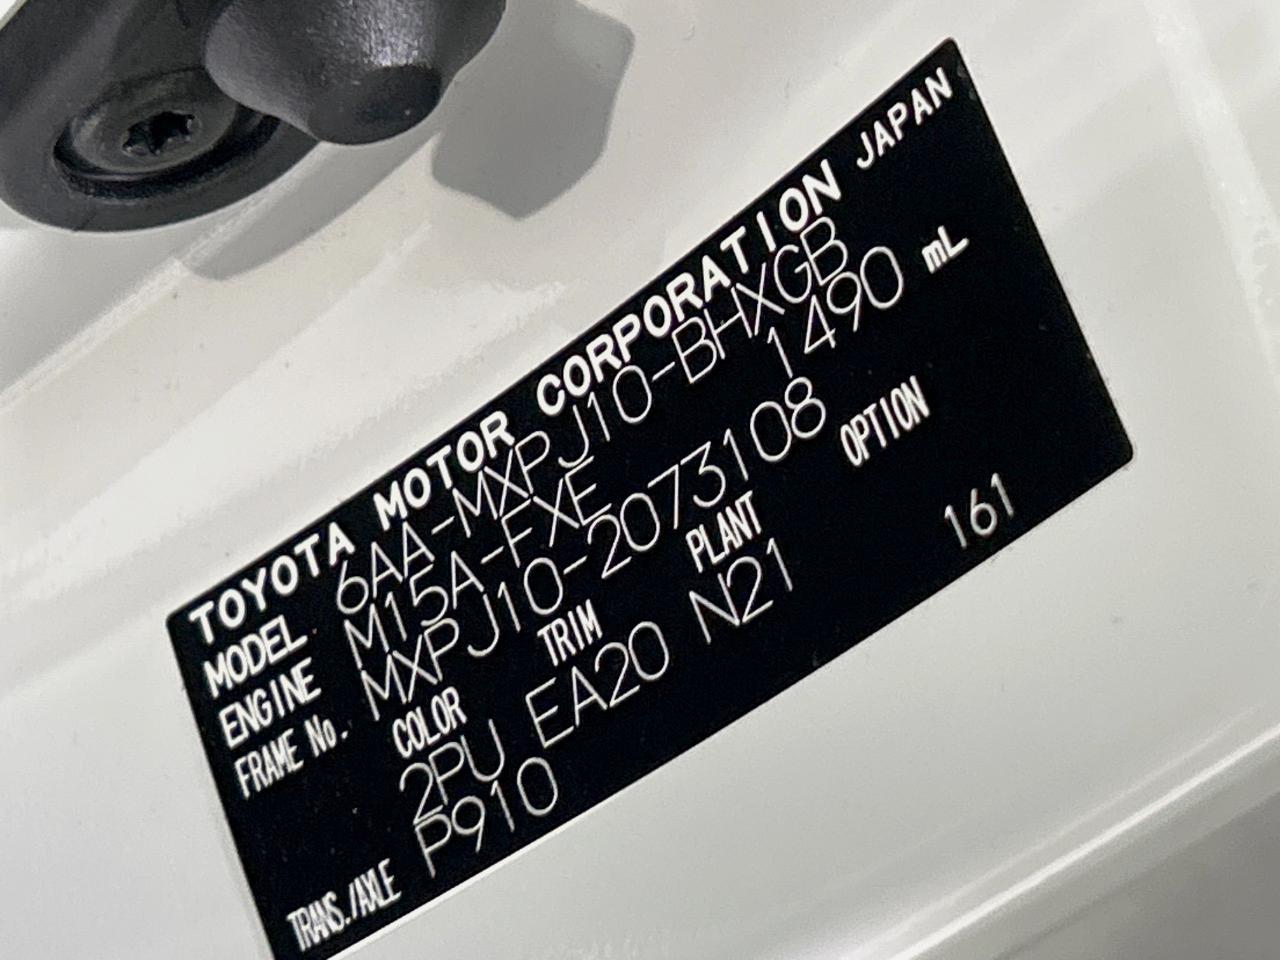 TOYOTA MOTOR CORPORATION JAPAN
MODEL 6AA-MXPJ10-BHXGB
ENGINE M15A-FXE 1490 mL
FRAME No. MXPJ10-2073108
COLOR TRIM PLANT OPTION
2PU EA20 N21 161
TRANS./AXLE P910